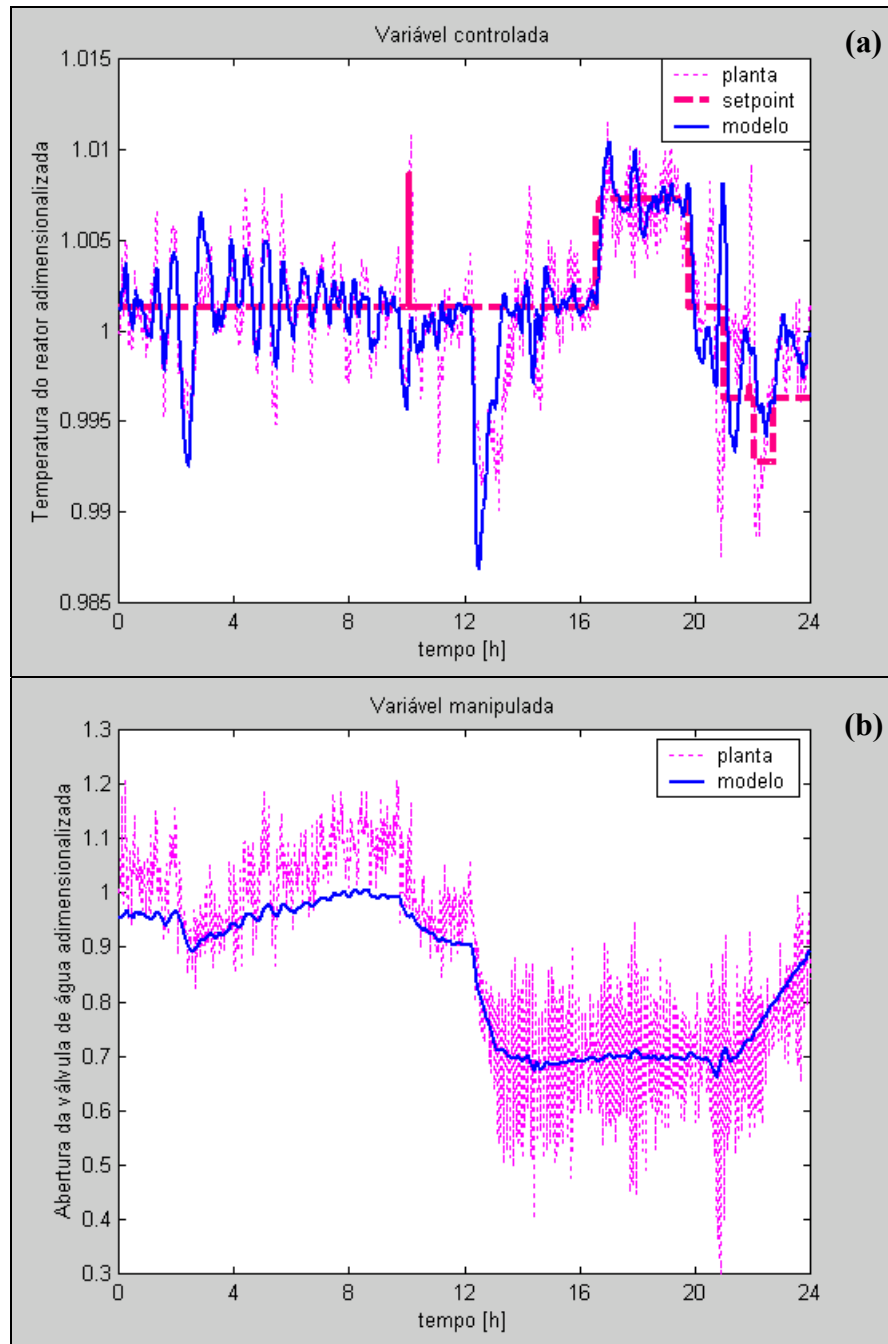 Variável controlada
(a)
1.015
1.01
1.005
1
0.995
0.99
0.985
Temperatura do reator adimensionalizada
planta
setpoint
modelo
0 4 8 12 16 20 24
tempo [h]
Variável manipulada
(b)
1.3
1.2
1.1
1
0.9
0.8
0.7
0.6
0.5
0.4
0.3
Abertura da válvula de água adimensionalizada
planta
modelo
0 4 8 12 16 20 24
tempo [h]